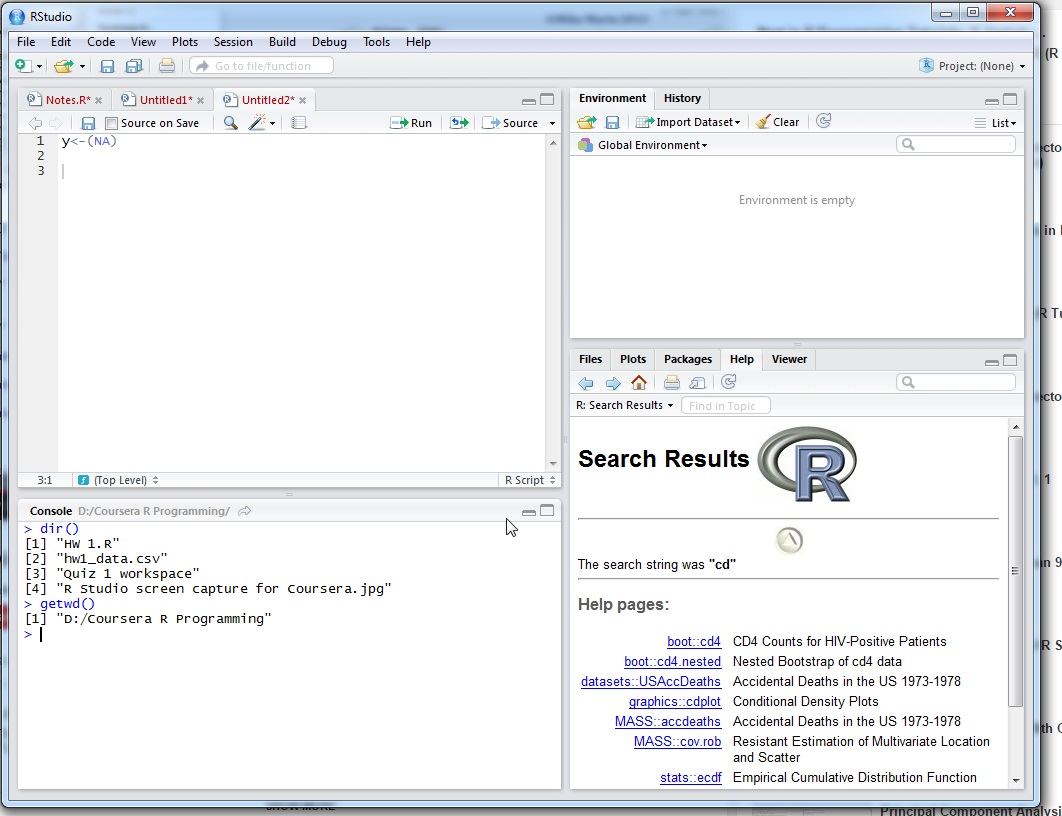 RStudio
File Edit Code View Plots Session Build Debug Tools Help
Go to file/function
Project: (None)
Notes.R* Untitled1* Untitled2*
Source on Save Run Source
1 y<-(NA)
2
3
3:1 (Top Level) R Script
Console D:/Coursera R Programming/
> dir()
[1] "HW 1.R"
[2] "hw1_data.csv"
[3] "Quiz 1 workspace"
[4] "R Studio screen capture for Coursera.jpg"
> getwd()
[1] "D:/Coursera R Programming"
>
Environment History
Import Dataset Clear List
Global Environment
Environment is empty
Files Plots Packages Help Viewer
R: Search Results Find in Topic
Search Results R
The search string was "cd"
Help pages:
boot::cd4 CD4 Counts for HIV-Positive Patients
boot::cd4.nested Nested Bootstrap of cd4 data
datasets::USAccDeaths Accidental Deaths in the US 1973-1978
graphics::cdplot Conditional Density Plots
MASS::accdeaths Accidental Deaths in the US 1973-1978
MASS::cov.rob Resistant Estimation of Multivariate Location
and Scatter
stats::ecdf Empirical Cumulative Distribution Function
SHOW MORE
Principal Component Analysi